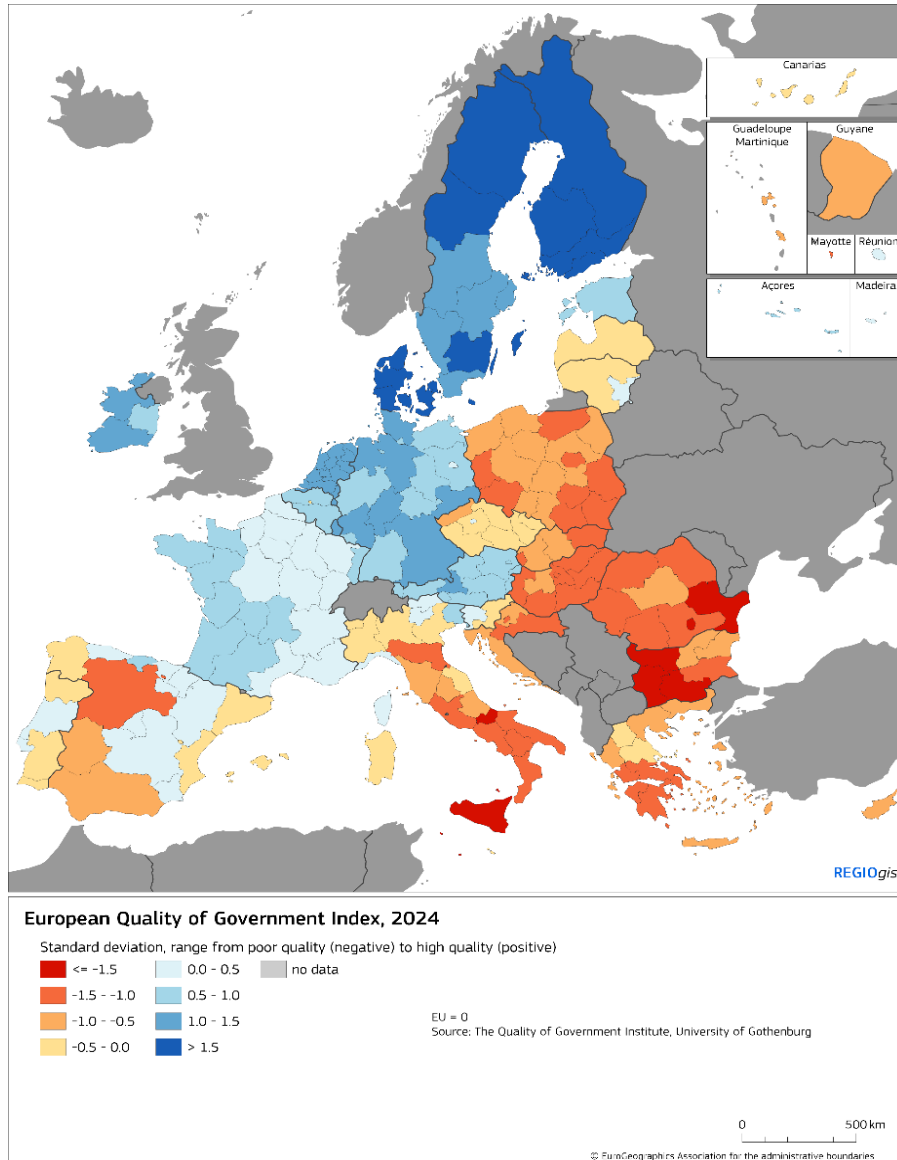 Canarias
Guadeloupe
Martinique
Guyane
Mayotte
Réunion
Açores
Madeira
REGIOgis
European Quality of Government Index, 2024
Standard deviation, range from poor quality (negative) to high quality (positive)
<= -1.5
-1.5 - -1.0
-1.0 - -0.5
-0.5 - 0.0
0.0 - 0.5
0.5 - 1.0
1.0 - 1.5
> 1.5
no data
EU = 0
Source: The Quality of Government Institute, University of Gothenburg
0 500 km
© EuroGeographics Association for the administrative boundaries